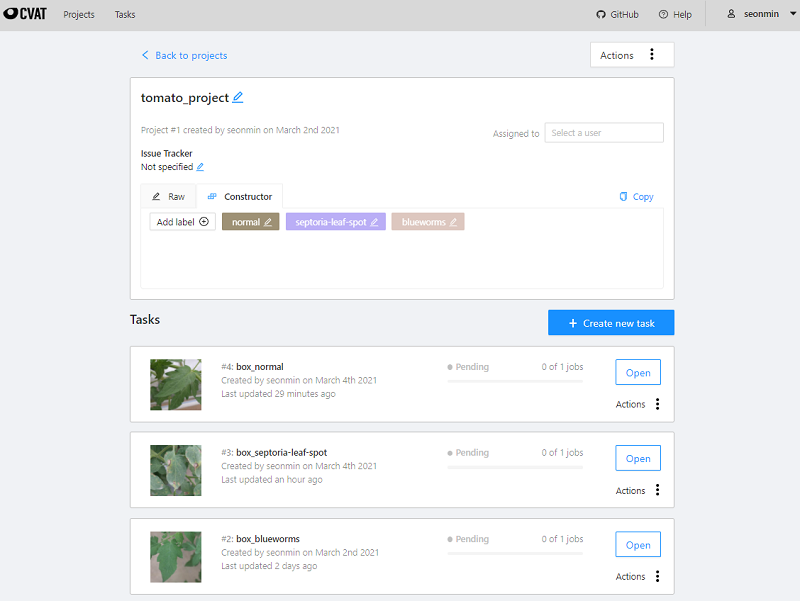 CVAT Projects Tasks GitHub Help seonmin
Back to projects Actions
tomato_project
Project #1 created by seonmin on March 2nd 2021
Assigned to Select a user
Issue Tracker
Not specified
Raw Constructor Copy
Add label normal septoria-leaf-spot blueworms
Tasks + Create new task
#4: box_normal Pending 0 of 1 jobs Open
Created by seonmin on March 4th 2021
Last updated 29 minutes ago Actions
#3: box_septoria-leaf-spot Pending 0 of 1 jobs Open
Created by seonmin on March 4th 2021
Last updated an hour ago Actions
#2: box_blueworms Pending 0 of 1 jobs Open
Created by seonmin on March 2nd 2021
Last updated 2 days ago Actions